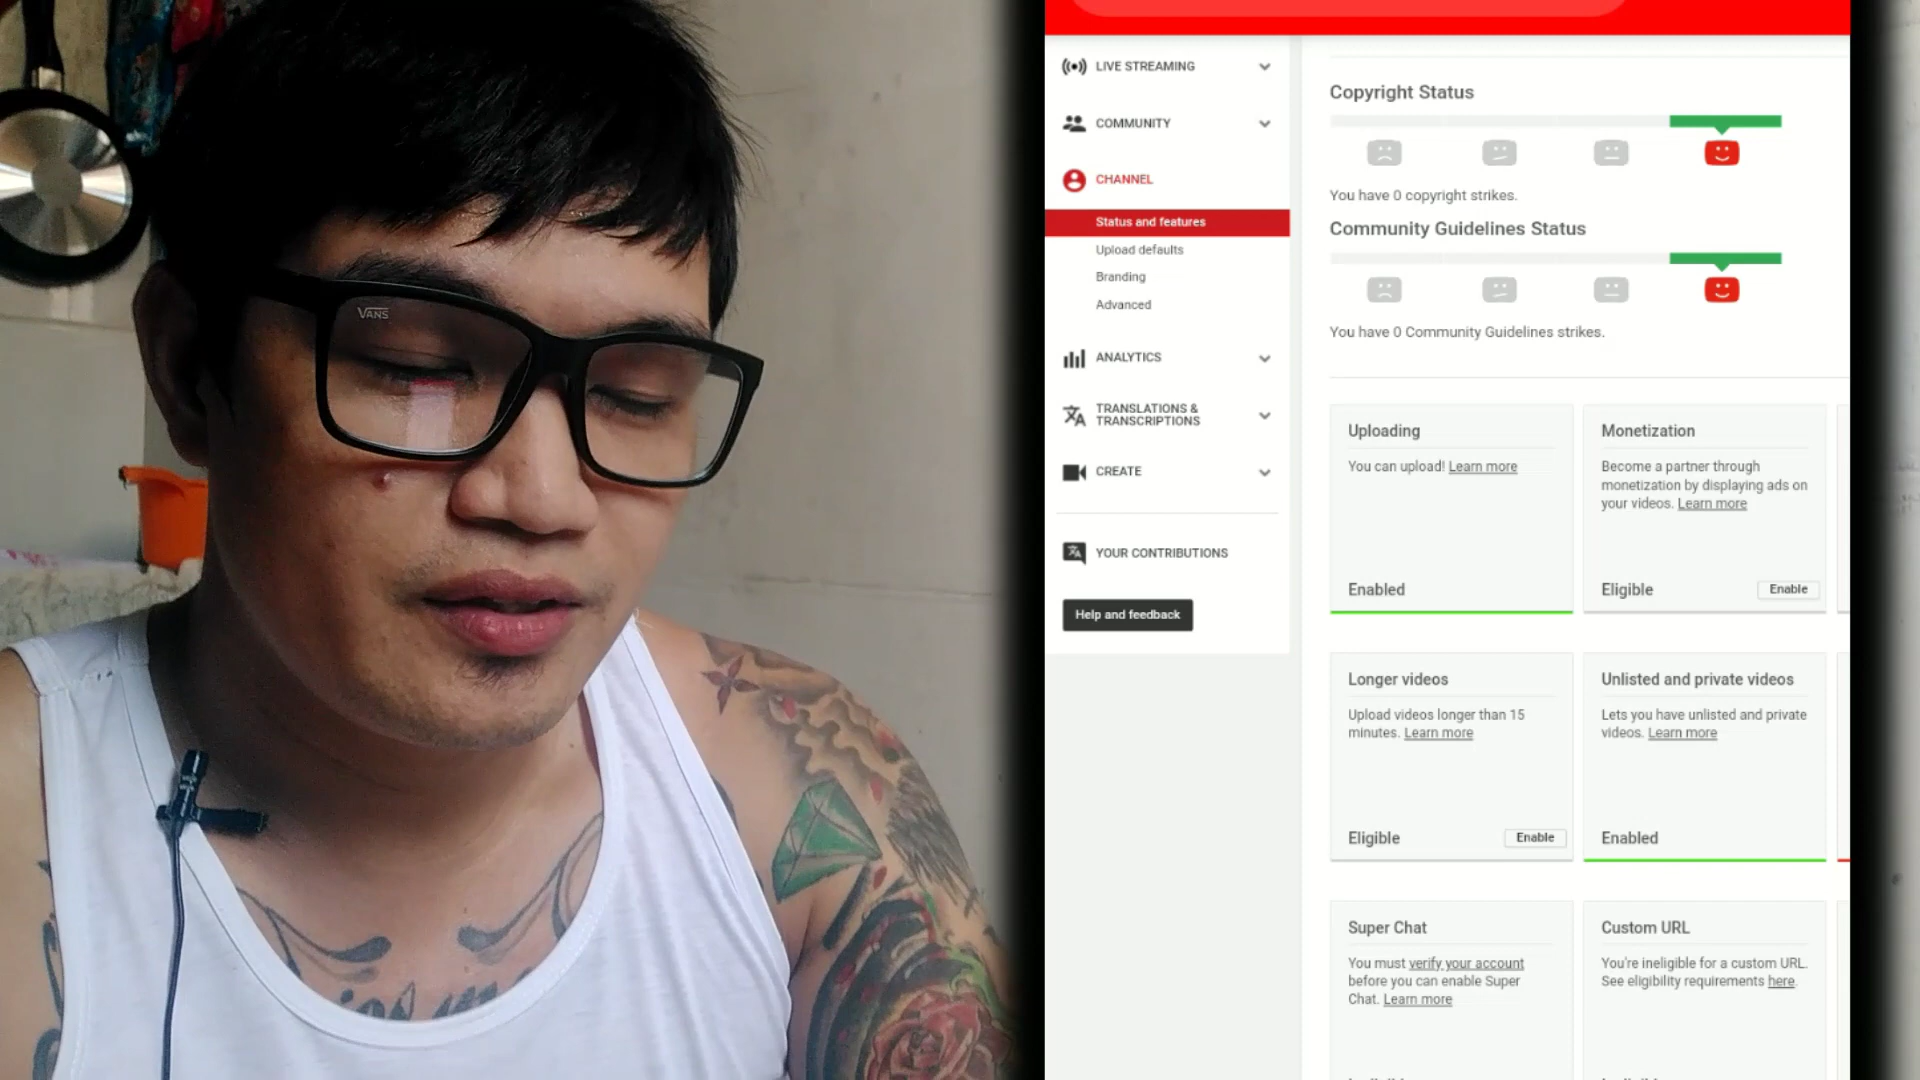 VANS
LIVE STREAMING
COMMUNITY
CHANNEL
Status and features
Upload defaults
Branding
Advanced
ANALYTICS
TRANSLATIONS &
TRANSCRIPTIONS
CREATE
YOUR CONTRIBUTIONS
Help and feedback
Copyright Status
You have 0 copyright strikes.
Community Guidelines Status
You have 0 Community Guidelines strikes.
Uploading
You can upload! Learn more
Enabled
Monetization
Become a partner through
monetization by displaying ads on
your videos. Learn more
Eligible
Enable
Longer videos
Upload videos longer than 15
minutes. Learn more
Eligible
Enable
Unlisted and private videos
Lets you have unlisted and private
videos. Learn more
Enabled
Super Chat
You must verify your account
before you can enable Super
Chat. Learn more
Custom URL
You're ineligible for a custom URL.
See eligibility requirements here.